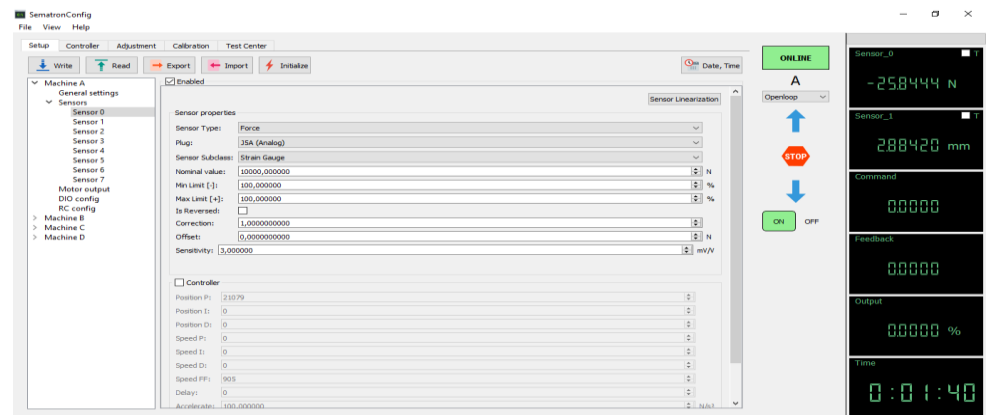 SematronConfig
File View Help
Setup Controller Adjustment Calibration Test Center
Write Read Export Import Initialize Date, Time
Machine A
General settings
Sensors
Sensor 0
Sensor 1
Sensor 2
Sensor 3
Sensor 4
Sensor 5
Sensor 6
Sensor 7
Motor output
DIO config
RC config
Machine B
Machine C
Machine D
Enabled
Sensor Linearization
Sensor properties
Sensor Type: Force
Plug: J5A (Analog)
Sensor Subclass: Strain Gauge
Nominal value: 10000,000000 N
Min Limit [-]: 100,000000 %
Max Limit [+]: 100,000000 %
Is Reversed:
Correction: 1,0000000000
Offset: 0,0000000000 N
Sensitivity: 3,000000 mV/V
Controller
Position P: 21079
Position I: 0
Position D: 0
Speed P: 0
Speed I: 0
Speed D: 0
Speed FF: 905
Delay: 0
Accelerate: 100,000000 N/s²
ONLINE
A
Openloop
STOP
ON OFF
Sensor_0 T
-25.8444 N
Sensor_1 T
2.88420 mm
Command
0.0000
Feedback
0.0000
Output
0.0000 %
Time
0:01:40